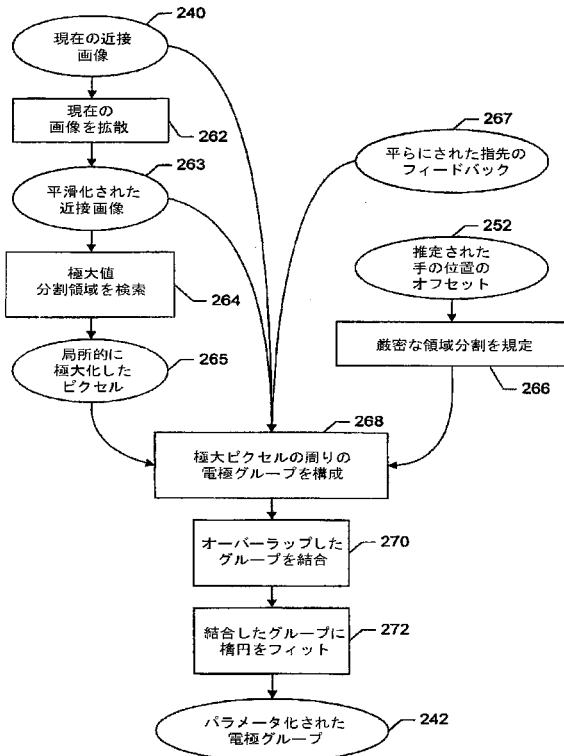 240
現在の近接
画像
現在の
画像を拡散
262
263
平滑化された
近接画像
267
平らにされた指先の
フィードバック
252
推定された
手の位置の
オフセット
極大値
分割領域を検索
264
厳密な領域分割を規定
266
局所的に
極大化した
ピクセル
265
268
極大ピクセルの周りの
電極グループを構成
オーバーラップした
グループを結合
270
結合したグループに
楕円をフィット
272
パラメータ化された
電極グループ
242